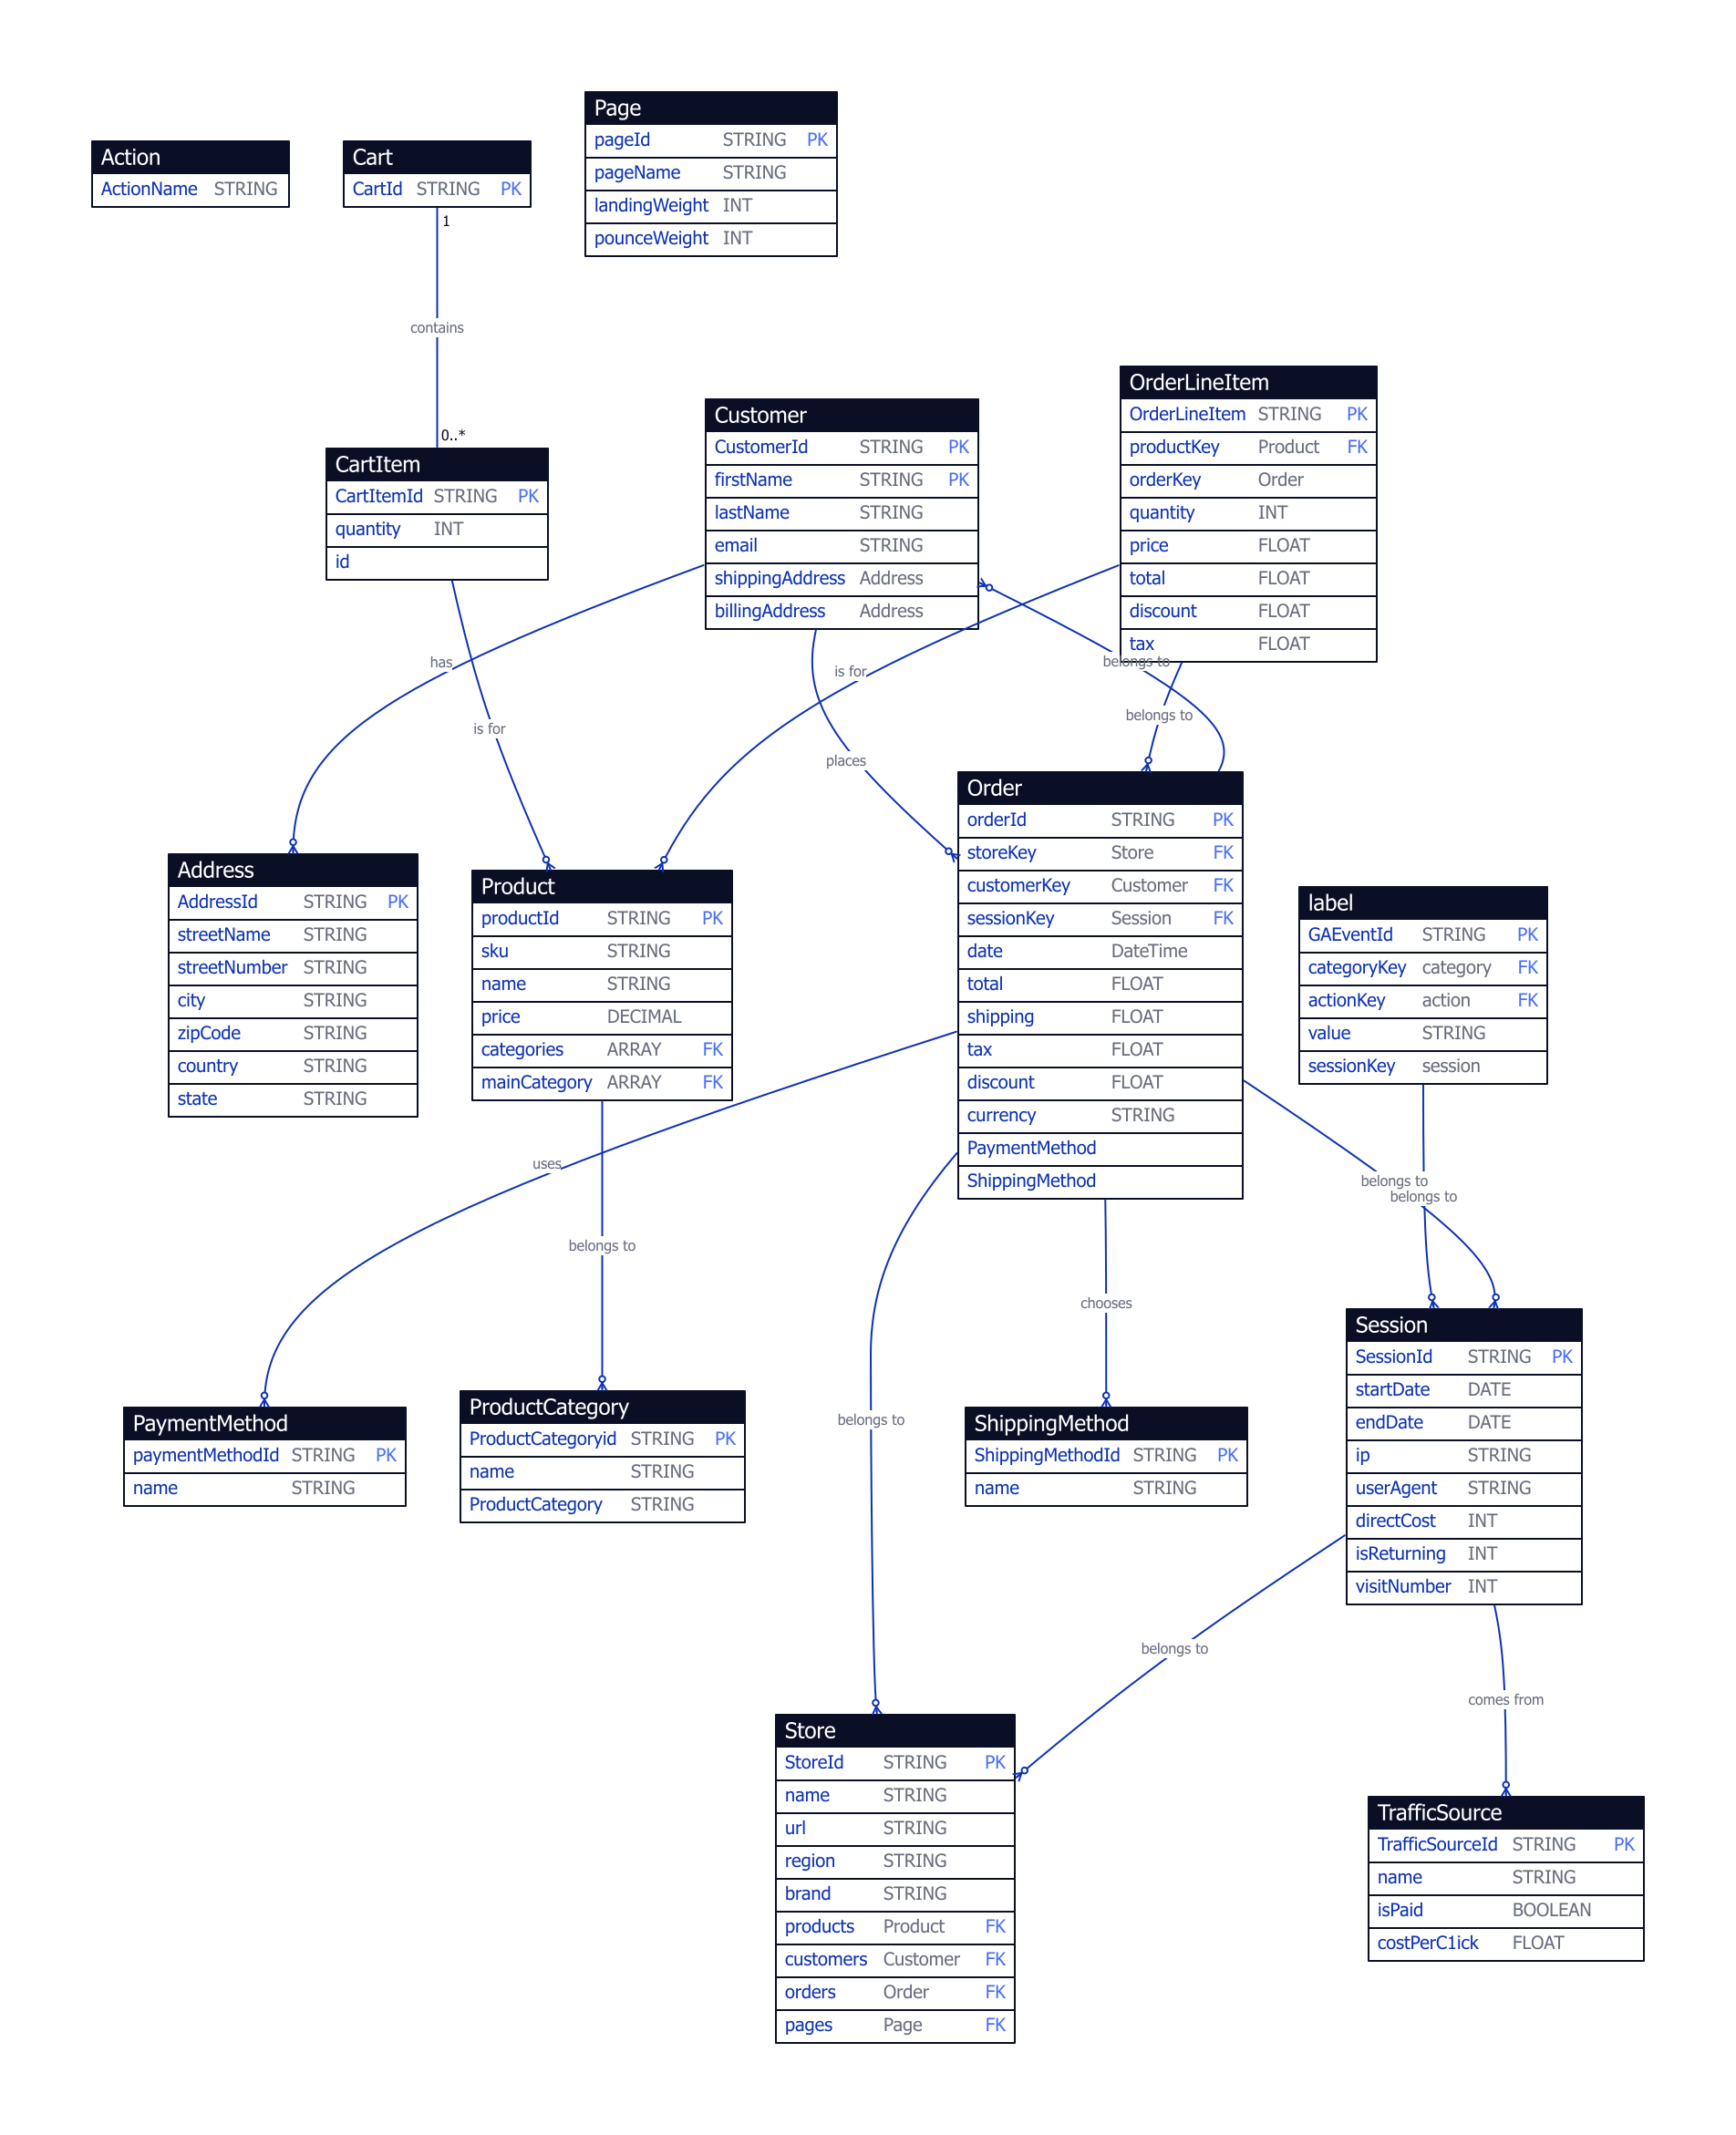 Page
pageId STRING PK
pageName STRING
landingWeight INT
pounceWeight INT
Action
ActionName STRING
Cart
CartId STRING PK
1
contains
0..*
CartItem
CartItemId STRING PK
quantity INT
id
Customer
CustomerId STRING PK
firstName STRING PK
lastName STRING
email STRING
shippingAddress Address
billingAddress Address
OrderLineItem
OrderLineItem STRING PK
productKey Product FK
orderKey Order
quantity INT
price FLOAT
total FLOAT
discount FLOAT
tax FLOAT
has
is for
is for
places
belongs to
belongs to
Address
AddressId STRING PK
streetName STRING
streetNumber STRING
city STRING
zipCode STRING
country STRING
state STRING
Product
productId STRING PK
sku STRING
name STRING
price DECIMAL
categories ARRAY FK
mainCategory ARRAY FK
Order
orderId STRING PK
storeKey Store FK
customerKey Customer FK
sessionKey Session FK
date DateTime
total FLOAT
shipping FLOAT
tax FLOAT
discount FLOAT
currency STRING
PaymentMethod
ShippingMethod
label
GAEventId STRING PK
categoryKey category FK
actionKey action FK
value STRING
sessionKey session
uses
belongs to
belongs to
chooses
belongs to
belongs to
PaymentMethod
paymentMethodId STRING PK
name STRING
ProductCategory
ProductCategoryid STRING PK
name STRING
ProductCategory STRING
ShippingMethod
ShippingMethodId STRING PK
name STRING
Session
SessionId STRING PK
startDate DATE
endDate DATE
ip STRING
userAgent STRING
directCost INT
isReturning INT
visitNumber INT
belongs to
comes from
Store
StoreId STRING PK
name STRING
url STRING
region STRING
brand STRING
products Product FK
customers Customer FK
orders Order FK
pages Page FK
TrafficSource
TrafficSourceId STRING PK
name STRING
isPaid BOOLEAN
costPerC1ick FLOAT